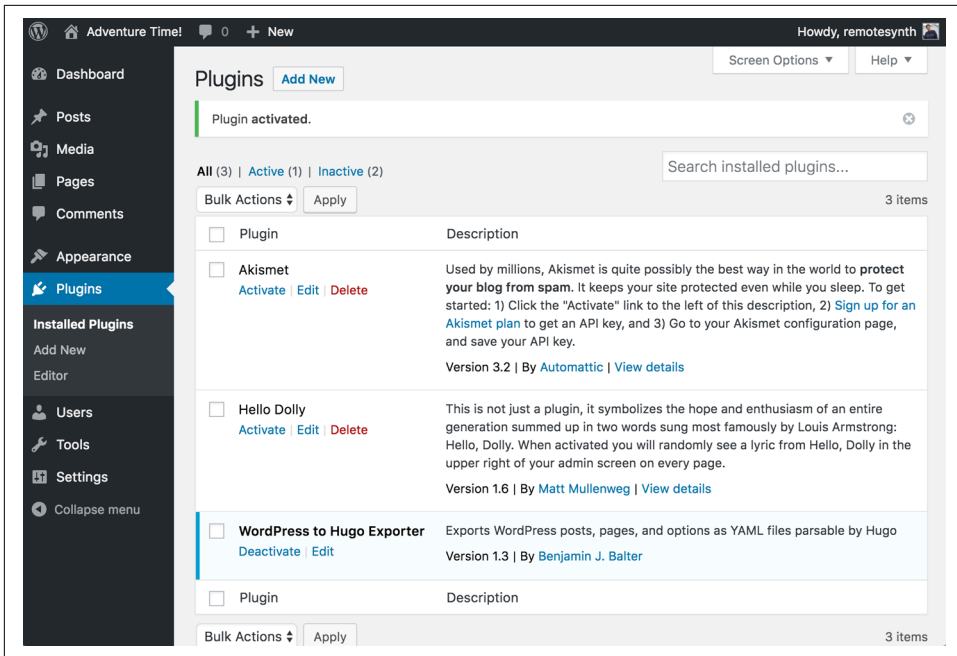 Adventure Time! 0 + New Howdy, remotesynth
Dashboard
Posts
Media
Pages
Comments
Appearance
Plugins
Installed Plugins
Add New
Editor
Users
Tools
Settings
Collapse menu
Screen Options ▼ Help ▼
Plugins Add New
Plugin activated.
All (3) | Active (1) | Inactive (2)
Search installed plugins...
Bulk Actions Apply 3 items
Plugin Description
Akismet
Activate | Edit | Delete
Used by millions, Akismet is quite possibly the best way in the world to protect
your blog from spam. It keeps your site protected even while you sleep. To get
started: 1) Click the "Activate" link to the left of this description, 2) Sign up for an
Akismet plan to get an API key, and 3) Go to your Akismet configuration page,
and save your API key.
Version 3.2 | By Automattic | View details
Hello Dolly
Activate | Edit | Delete
This is not just a plugin, it symbolizes the hope and enthusiasm of an entire
generation summed up in two words sung most famously by Louis Armstrong:
Hello, Dolly. When activated you will randomly see a lyric from Hello, Dolly in the
upper right of your admin screen on every page.
Version 1.6 | By Matt Mullenweg | View details
WordPress to Hugo Exporter
Deactivate | Edit
Exports WordPress posts, pages, and options as YAML files parsable by Hugo
Version 1.3 | By Benjamin J. Balter
Plugin Description
Bulk Actions Apply 3 items